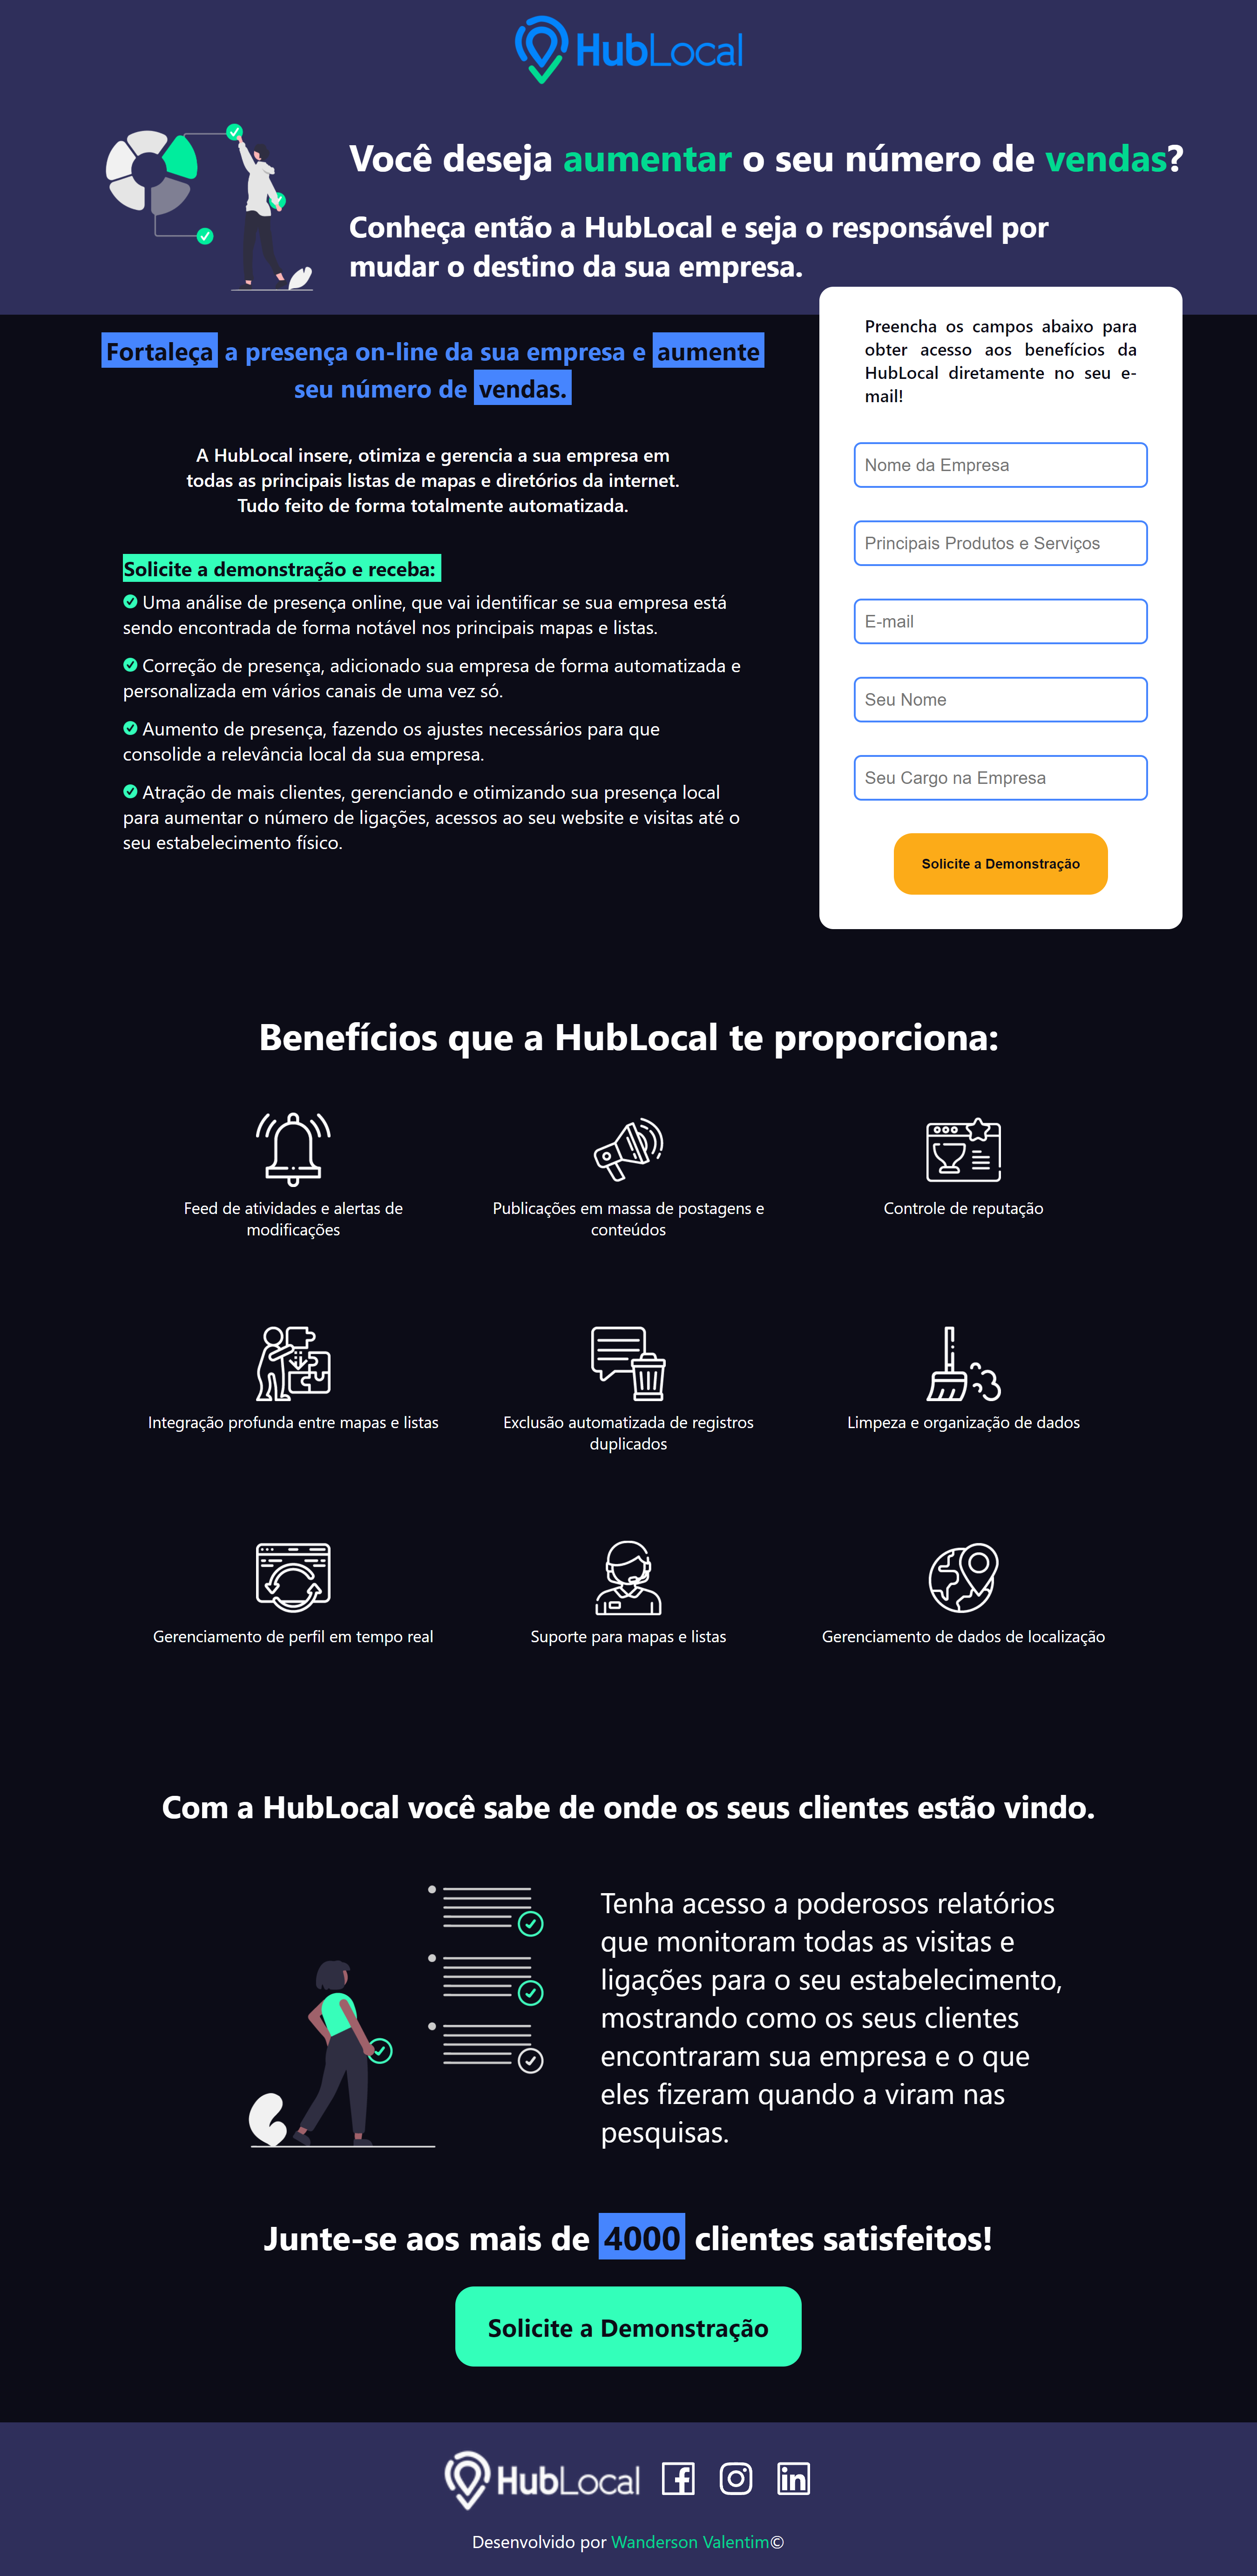 HubLocal
Você deseja aumentar o seu número de vendas?
Conheça então a HubLocal e seja o responsável por
mudar o destino da sua empresa.
Fortaleça a presença on-line da sua empresa e aumente
seu número de vendas.
A HubLocal insere, otimiza e gerencia a sua empresa em
todas as principais listas de mapas e diretórios da internet.
Tudo feito de forma totalmente automatizada.
Solicite a demonstração e receba:
Uma análise de presença online, que vai identificar se sua empresa está
sendo encontrada de forma notável nos principais mapas e listas.
Correção de presença, adicionado sua empresa de forma automatizada e
personalizada em vários canais de uma vez só.
Aumento de presença, fazendo os ajustes necessários para que
consolide a relevância local da sua empresa.
Atração de mais clientes, gerenciando e otimizando sua presença local
para aumentar o número de ligações, acessos ao seu website e visitas até o
seu estabelecimento físico.
Preencha os campos abaixo para
obter acesso aos benefícios da
HubLocal diretamente no seu e-
mail!
Nome da Empresa
Principais Produtos e Serviços
E-mail
Seu Nome
Seu Cargo na Empresa
Solicite a Demonstração
Benefícios que a HubLocal te proporciona:
Feed de atividades e alertas de
modificações
Publicações em massa de postagens e
conteúdos
Controle de reputação
Integração profunda entre mapas e listas
Exclusão automatizada de registros
duplicados
Limpeza e organização de dados
Gerenciamento de perfil em tempo real
Suporte para mapas e listas
Gerenciamento de dados de localização
Com a HubLocal você sabe de onde os seus clientes estão vindo.
Tenha acesso a poderosos relatórios
que monitoram todas as visitas e
ligações para o seu estabelecimento,
mostrando como os seus clientes
encontraram sua empresa e o que
eles fizeram quando a viram nas
pesquisas.
Junte-se aos mais de 4000 clientes satisfeitos!
Solicite a Demonstração
HubLocal
Desenvolvido por Wanderson Valentim©